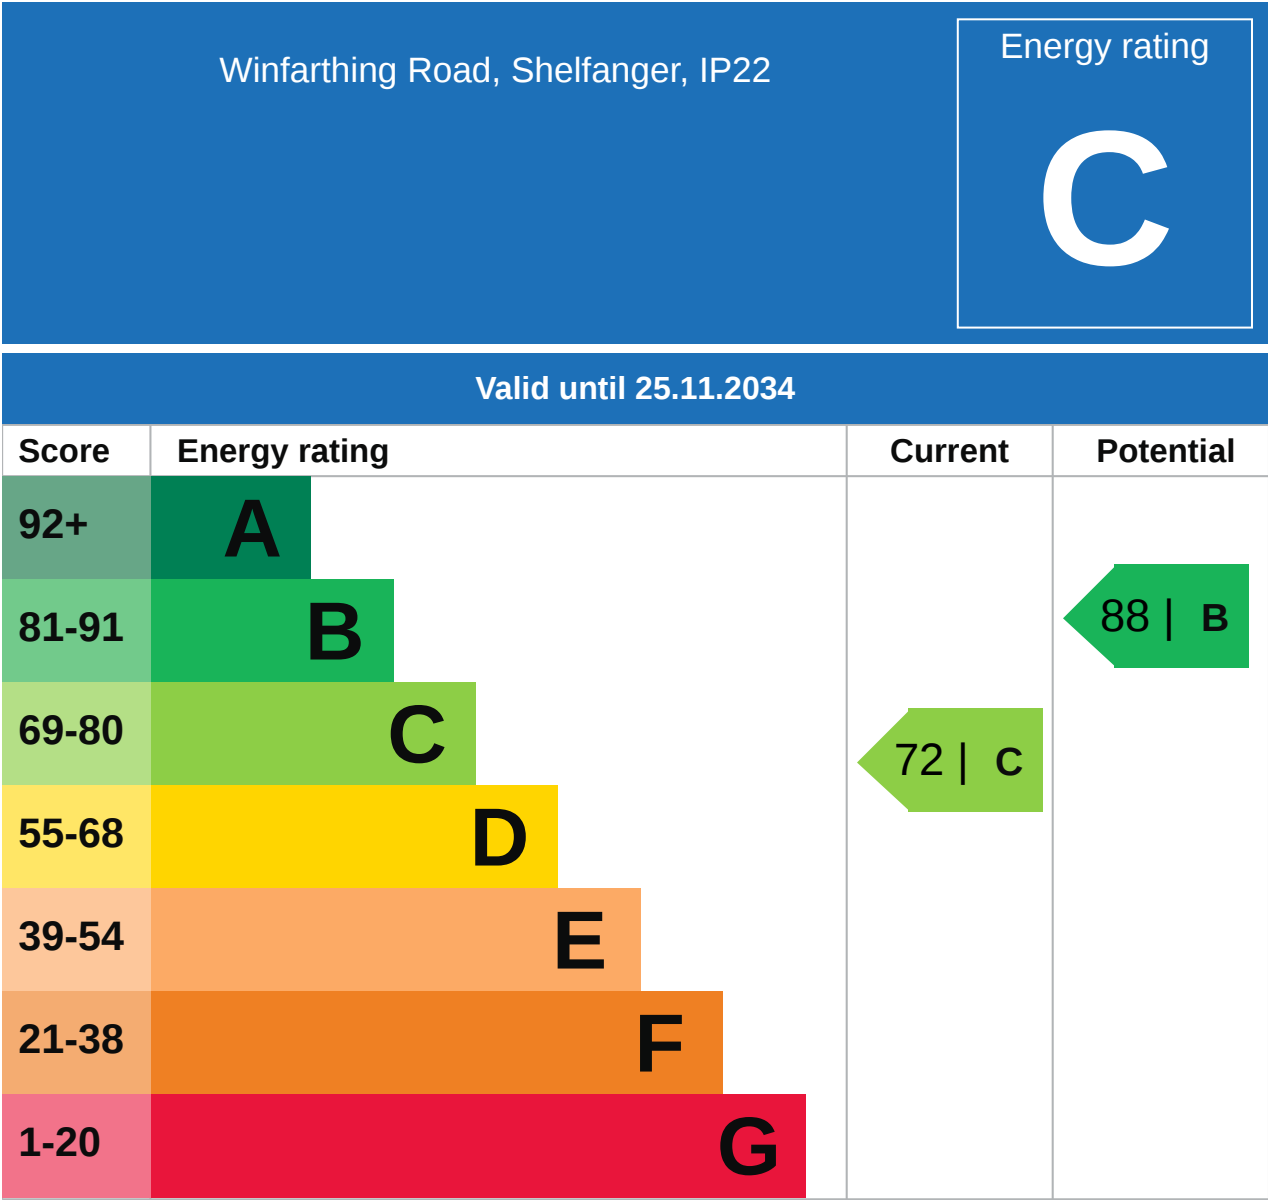 Winfarthing Road, Shelfanger, IP22
Energy rating
C
Valid until 25.11.2034
Score Energy rating Current Potential
92+ A
81-91 B
88 | B
69-80 C
72 | C
55-68 D
39-54 E
21-38 F
1-20 G